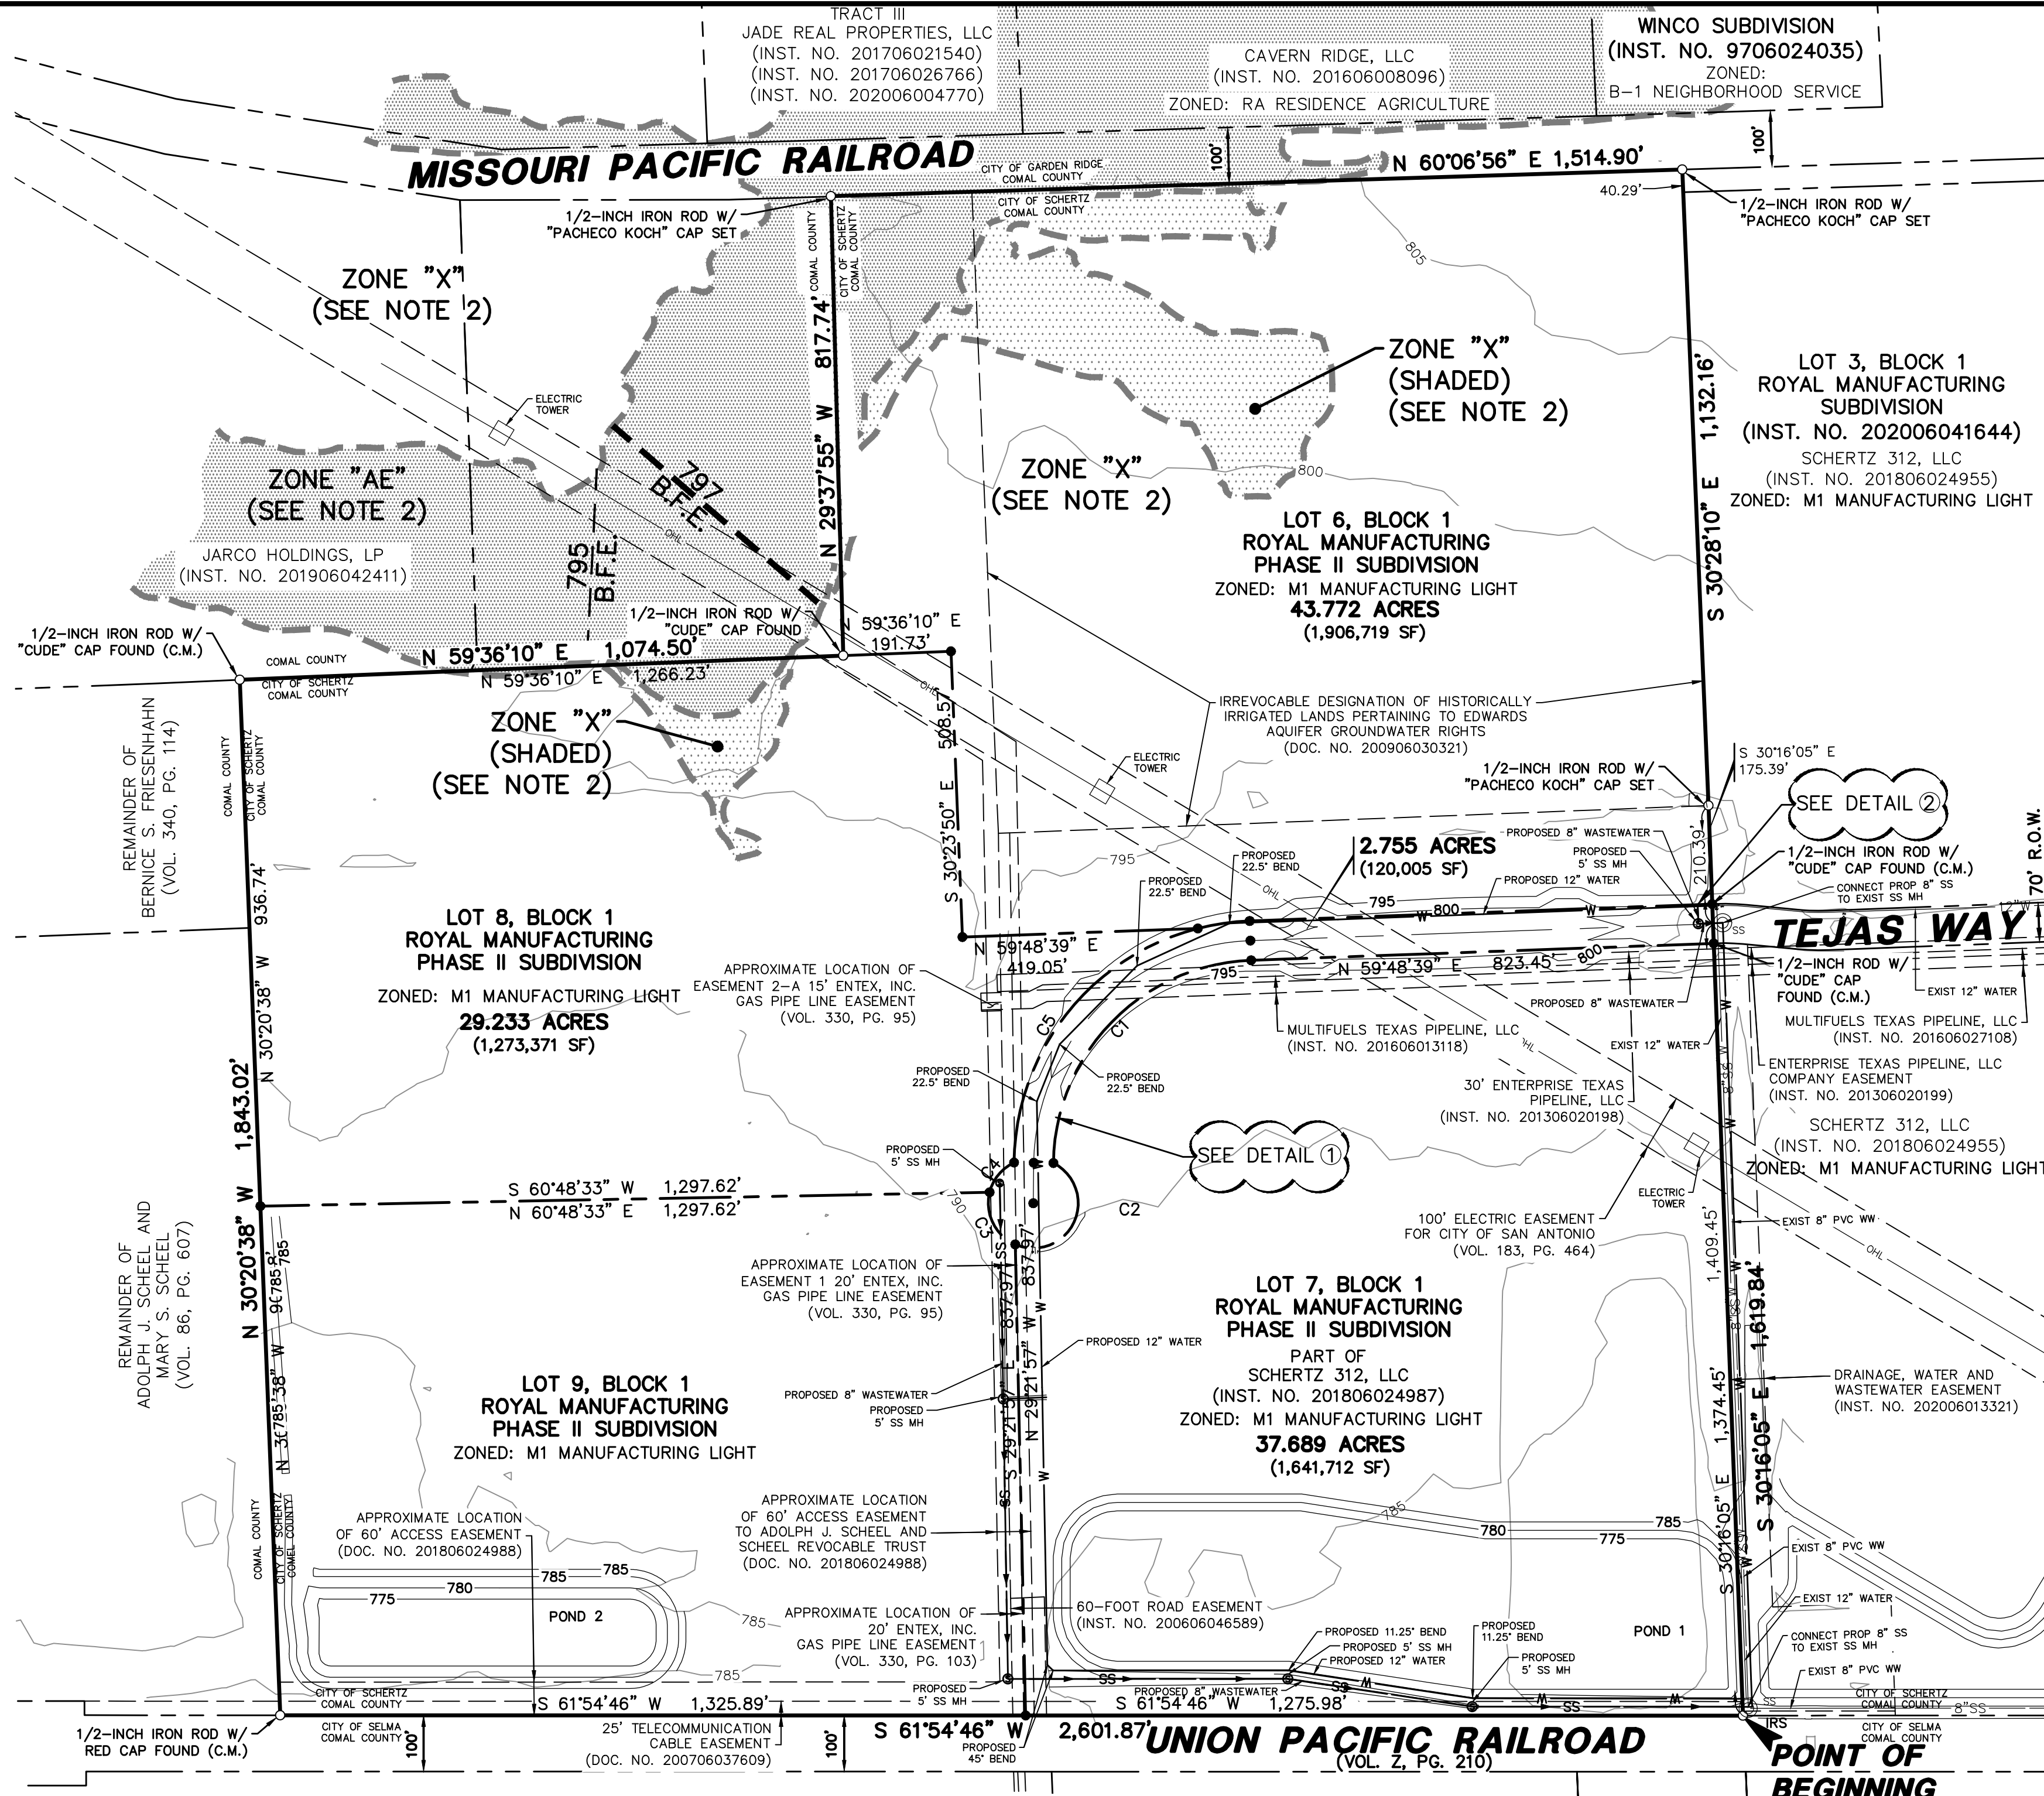 TRACT III
JADE REAL PROPERTIES, LLC
(INST. NO. 201706021540)
(INST. NO. 201706026766)
(INST. NO. 202006004770)
CAVERN RIDGE, LLC
(INST. NO. 201606008096)
ZONED: RA RESIDENCE AGRICULTURE
WINCO SUBDIVISION
(INST. NO. 9706024035)
ZONED:
B-1 NEIGHBORHOOD SERVICE
MISSOURI PACIFIC RAILROAD
CITY OF GARDEN RIDGE
COMAL COUNTY
CITY OF SCHERTZ
COMAL COUNTY
100'
N 60°06'56" E 1,514.90'
100'
40.29'
1/2-INCH IRON ROD W/
"PACHECO KOCH" CAP SET
1/2-INCH IRON ROD W/
"PACHECO KOCH" CAP SET
COMAL COUNTY
CITY OF SCHERTZ
COMAL COUNTY
805
ZONE "X"
(SEE NOTE 2)
N 29°37'55" W 817.74'
ZONE "X"
(SHADED)
(SEE NOTE 2)
S 30°28'10" E 1,132.16'
LOT 3, BLOCK 1
ROYAL MANUFACTURING
SUBDIVISION
(INST. NO. 202006041644)
SCHERTZ 312, LLC
(INST. NO. 201806024955)
ZONED: M1 MANUFACTURING LIGHT
ELECTRIC
TOWER
ZONE "AE"
(SEE NOTE 2)
797
B.F.E.
OHL
795
B.F.E.
ZONE "X"
(SEE NOTE 2)
800
JARCO HOLDINGS, LP
(INST. NO. 201906042411)
LOT 6, BLOCK 1
ROYAL MANUFACTURING
PHASE II SUBDIVISION
ZONED: M1 MANUFACTURING LIGHT
43.772 ACRES
(1,906,719 SF)
1/2-INCH IRON ROD W/
"CUDE" CAP FOUND
N 59°36'10" E
191.73'
1/2-INCH IRON ROD W/
"CUDE" CAP FOUND (C.M.)
COMAL COUNTY
CITY OF SCHERTZ
COMAL COUNTY
N 59°36'10" E 1,074.50'
N 59°36'10" E 1,266.23'
OHL
IRREVOCABLE DESIGNATION OF HISTORICALLY
IRRIGATED LANDS PERTAINING TO EDWARDS
AQUIFER GROUNDWATER RIGHTS
(DOC. NO. 200906030321)
ZONE "X"
(SHADED)
(SEE NOTE 2)
REMAINDER OF
BERNICE S. FRIESENHAHN
(VOL. 340, PG. 114)
COMAL COUNTY
CITY OF SCHERTZ
COMAL COUNTY
S 30°23'50" E 508.57'
ELECTRIC
TOWER
1/2-INCH IRON ROD W/
"PACHECO KOCH" CAP SET
S 30°16'05" E
175.39'
SEE DETAIL 2
210.39'
2.755 ACRES
(120,005 SF)
PROPOSED 8" WASTEWATER
PROPOSED
5' SS MH
1/2-INCH IRON ROD W/
"CUDE" CAP FOUND (C.M.)
CONNECT PROP 8" SS
TO EXIST SS MH
70' R.O.W.
795
PROPOSED
22.5° BEND
PROPOSED
22.5° BEND
PROPOSED 12" WATER
OHL
795
800
W
W
12"W
SS
TEJAS WAY
936.74'
N 30°20'38" W
LOT 8, BLOCK 1
ROYAL MANUFACTURING
PHASE II SUBDIVISION
ZONED: M1 MANUFACTURING LIGHT
29.233 ACRES
(1,273,371 SF)
N 59°48'39" E
419.05'
795
N 59°48'39" E 823.45'
800
1/2-INCH IRON ROD W/
"CUDE" CAP
FOUND (C.M.)
EXIST 12" WATER
APPROXIMATE LOCATION OF
EASEMENT 2-A 15' ENTEX, INC.
GAS PIPE LINE EASEMENT
(VOL. 330, PG. 95)
C5
C1
PROPOSED 8" WASTEWATER
MULTIFUELS TEXAS PIPELINE, LLC
(INST. NO. 201606013118)
OHL
EXIST 12" WATER
MULTIFUELS TEXAS PIPELINE, LLC
(INST. NO. 201606027108)
PROPOSED
22.5° BEND
PROPOSED
22.5° BEND
30' ENTERPRISE TEXAS
PIPELINE, LLC
(INST. NO. 201306020198)
ENTERPRISE TEXAS PIPELINE, LLC
COMPANY EASEMENT
(INST. NO. 201306020199)
SCHERTZ 312, LLC
(INST. NO. 201806024955)
ZONED: M1 MANUFACTURING LIGHT
N 30°20'38" W 1,843.02'
PROPOSED
5' SS MH
SEE DETAIL 1
C4
790
C3
C2
S 60°48'33" W 1,297.62'
N 60°48'33" E 1,297.62'
ELECTRIC
TOWER
100' ELECTRIC EASEMENT
FOR CITY OF SAN ANTONIO
(VOL. 183, PG. 464)
1,409.45'
EXIST 8" PVC WW
OHL
REMAINDER OF
ADOLPH J. SCHEEL AND
MARY S. SCHEEL
(VOL. 86, PG. 607)
785
APPROXIMATE LOCATION OF
EASEMENT 1 20' ENTEX, INC.
GAS PIPE LINE EASEMENT
(VOL. 330, PG. 95)
S 29°21'57" E 837.97'
N 29°21'57" W 837.97'
PROPOSED 12" WATER
LOT 7, BLOCK 1
ROYAL MANUFACTURING
PHASE II SUBDIVISION
PART OF
SCHERTZ 312, LLC
(INST. NO. 201806024987)
ZONED: M1 MANUFACTURING LIGHT
37.689 ACRES
(1,641,712 SF)
S 30°16'05" E 1,619.84'
S 30°16'05" E 1,374.45'
DRAINAGE, WATER AND
WASTEWATER EASEMENT
(INST. NO. 202006013321)
LOT 9, BLOCK 1
ROYAL MANUFACTURING
PHASE II SUBDIVISION
ZONED: M1 MANUFACTURING LIGHT
PROPOSED 8" WASTEWATER
PROPOSED
5' SS MH
COMAL COUNTY
CITY OF SCHERTZ
COMEL COUNTY
APPROXIMATE LOCATION
OF 60' ACCESS EASEMENT
(DOC. NO. 201806024988)
APPROXIMATE LOCATION
OF 60' ACCESS EASEMENT
TO ADOLPH J. SCHEEL AND
SCHEEL REVOCABLE TRUST
(DOC. NO. 201806024988)
785
785
780
775
EXIST 8" PVC WW
785
785
780
775
POND 2
785
APPROXIMATE LOCATION OF
20' ENTEX, INC.
GAS PIPE LINE EASEMENT
(VOL. 330, PG. 103)
60-FOOT ROAD EASEMENT
(INST. NO. 200606046589)
EXIST 12" WATER
PROPOSED 11.25° BEND
PROPOSED 5' SS MH
PROPOSED 12" WATER
PROPOSED
11.25° BEND
PROPOSED
5' SS MH
POND 1
CONNECT PROP 8" SS
TO EXIST SS MH
EXIST 8" PVC WW
785
PROPOSED
5' SS MH
PROPOSED 8" WASTEWATER
SS
SS
SS
W
W
W
CITY OF SCHERTZ
COMAL COUNTY
CITY OF SELMA
COMAL COUNTY
S 61°54'46" W 1,325.89'
S 61°54'46" W 1,275.98'
CITY OF SCHERTZ
COMAL COUNTY
8"SS
IRS
CITY OF SELMA
COMAL COUNTY
1/2-INCH IRON ROD W/
RED CAP FOUND (C.M.)
100'
25' TELECOMMUNICATION
CABLE EASEMENT
(DOC. NO. 200706037609)
100'
S 61°54'46" W 2,601.87'
PROPOSED
45° BEND
UNION PACIFIC RAILROAD
(VOL. Z, PG. 210)
POINT OF
BEGINNING